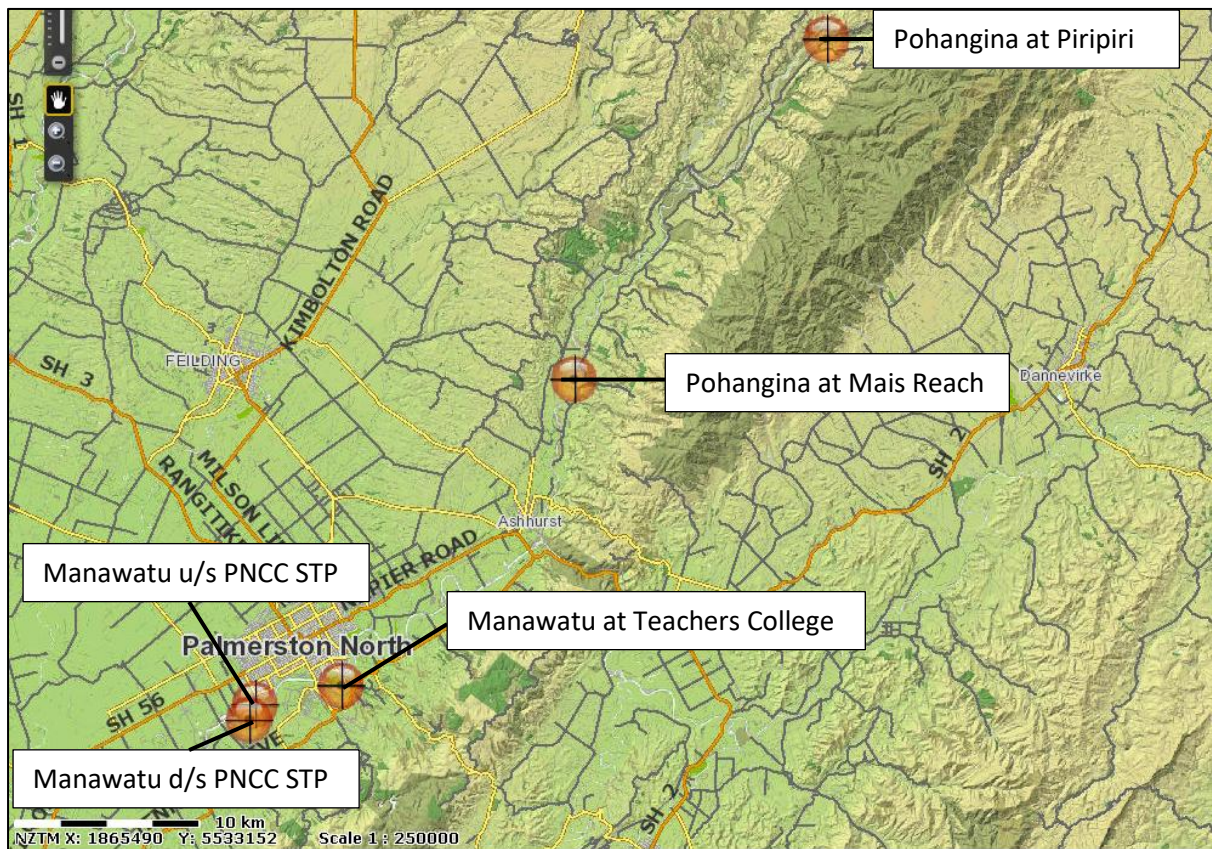 Pohangina at Piripiri
SH 1
KIMBOLTON ROAD
3
FEILDING
SH 3
Pohangina at Mais Reach
Dannevirke
SH 2
MILSON LI
RANGITIK
Ashhurst
PIER ROAD
Manawatu u/s PNCC STP
Manawatu at Teachers College
Palmerston North
SH 56
Manawatu d/s PNCC STP
SH 2
10 km
NZTM X: 1865490 Y: 5533152 Scale 1 : 250000